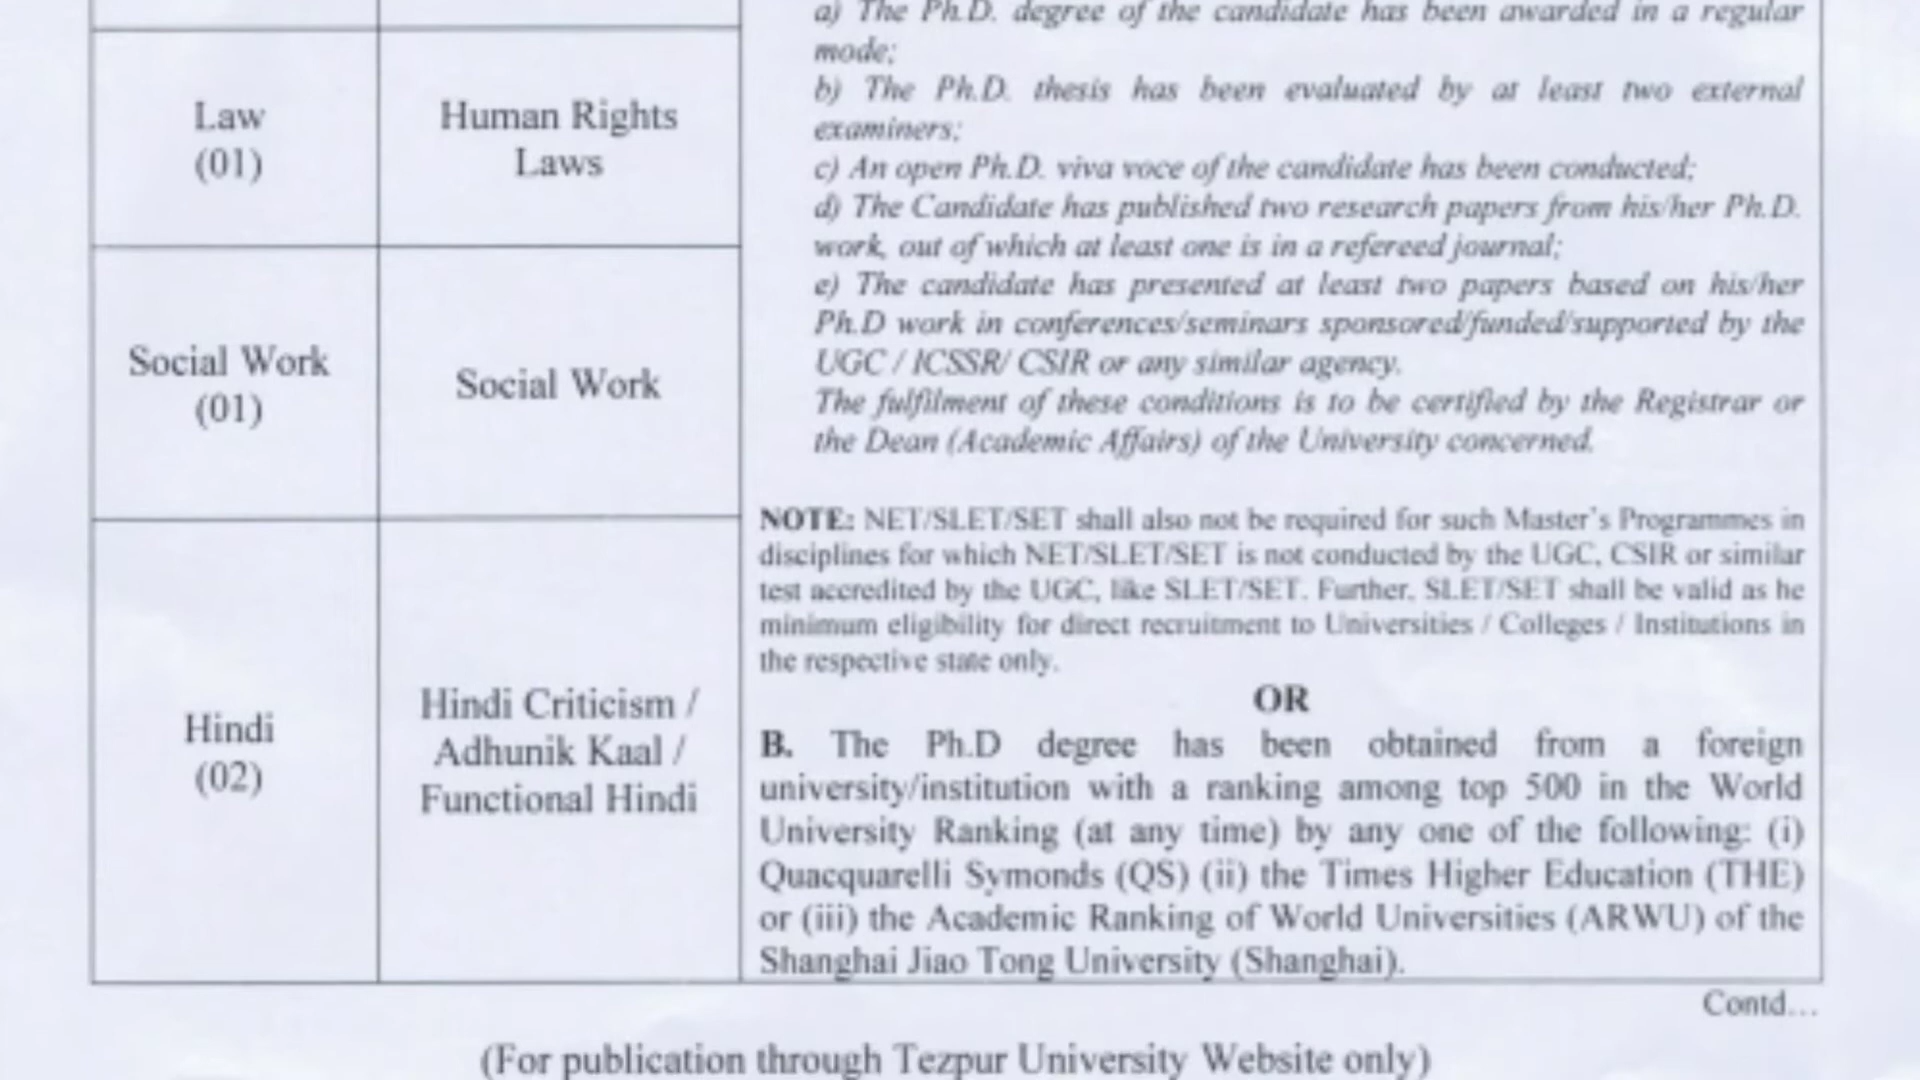 Law
(01)
Human Rights
Laws
Social Work
(01)
Social Work
Hindi
(02)
Hindi Criticism /
Adhunik Kaal /
Functional Hindi
a) The Ph.D. degree of the candidate has been awarded in a regular
mode;
b) The Ph.D. thesis has been evaluated by at least two external
examiners;
c) An open Ph.D. viva voce of the candidate has been conducted;
d) The Candidate has published two research papers from his/her Ph.D.
work, out of which at least one is in a refereed journal;
e) The candidate has presented at least two papers based on his/her
Ph.D work in conferences/seminars sponsored/funded/supported by the
UGC / ICSSR/ CSIR or any similar agency.
The fulfilment of these conditions is to be certified by the Registrar or
the Dean (Academic Affairs) of the University concerned.
NOTE: NET/SLET/SET shall also not be required for such Master's Programmes in
disciplines for which NET/SLET/SET is not conducted by the UGC, CSIR or similar
test accredited by the UGC, like SLET/SET. Further, SLET/SET shall be valid as he
minimum eligibility for direct recruitment to Universities / Colleges / Institutions in
the respective state only.
OR
B. The Ph.D degree has been obtained from a foreign
university/institution with a ranking among top 500 in the World
University Ranking (at any time) by any one of the following: (i)
Quacquarelli Symonds (QS) (ii) the Times Higher Education (THE)
or (iii) the Academic Ranking of World Universities (ARWU) of the
Shanghai Jiao Tong University (Shanghai).
Contd...
(For publication through Tezpur University Website only)